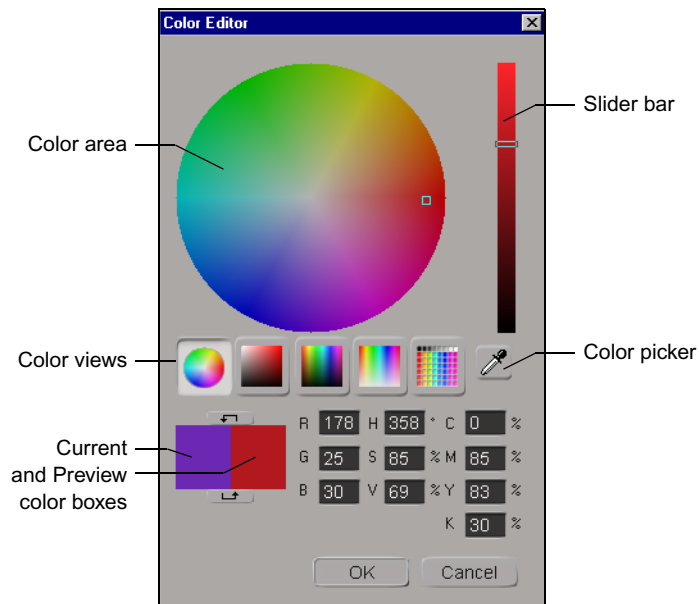 Color Editor
Color area
Slider bar
Color views
Color picker
Current
and Preview
color boxes
R 178 H 358 ° C 0 %
G 25 S 85 % M 85 %
B 30 V 69 % Y 83 %
K 30 %
OK Cancel